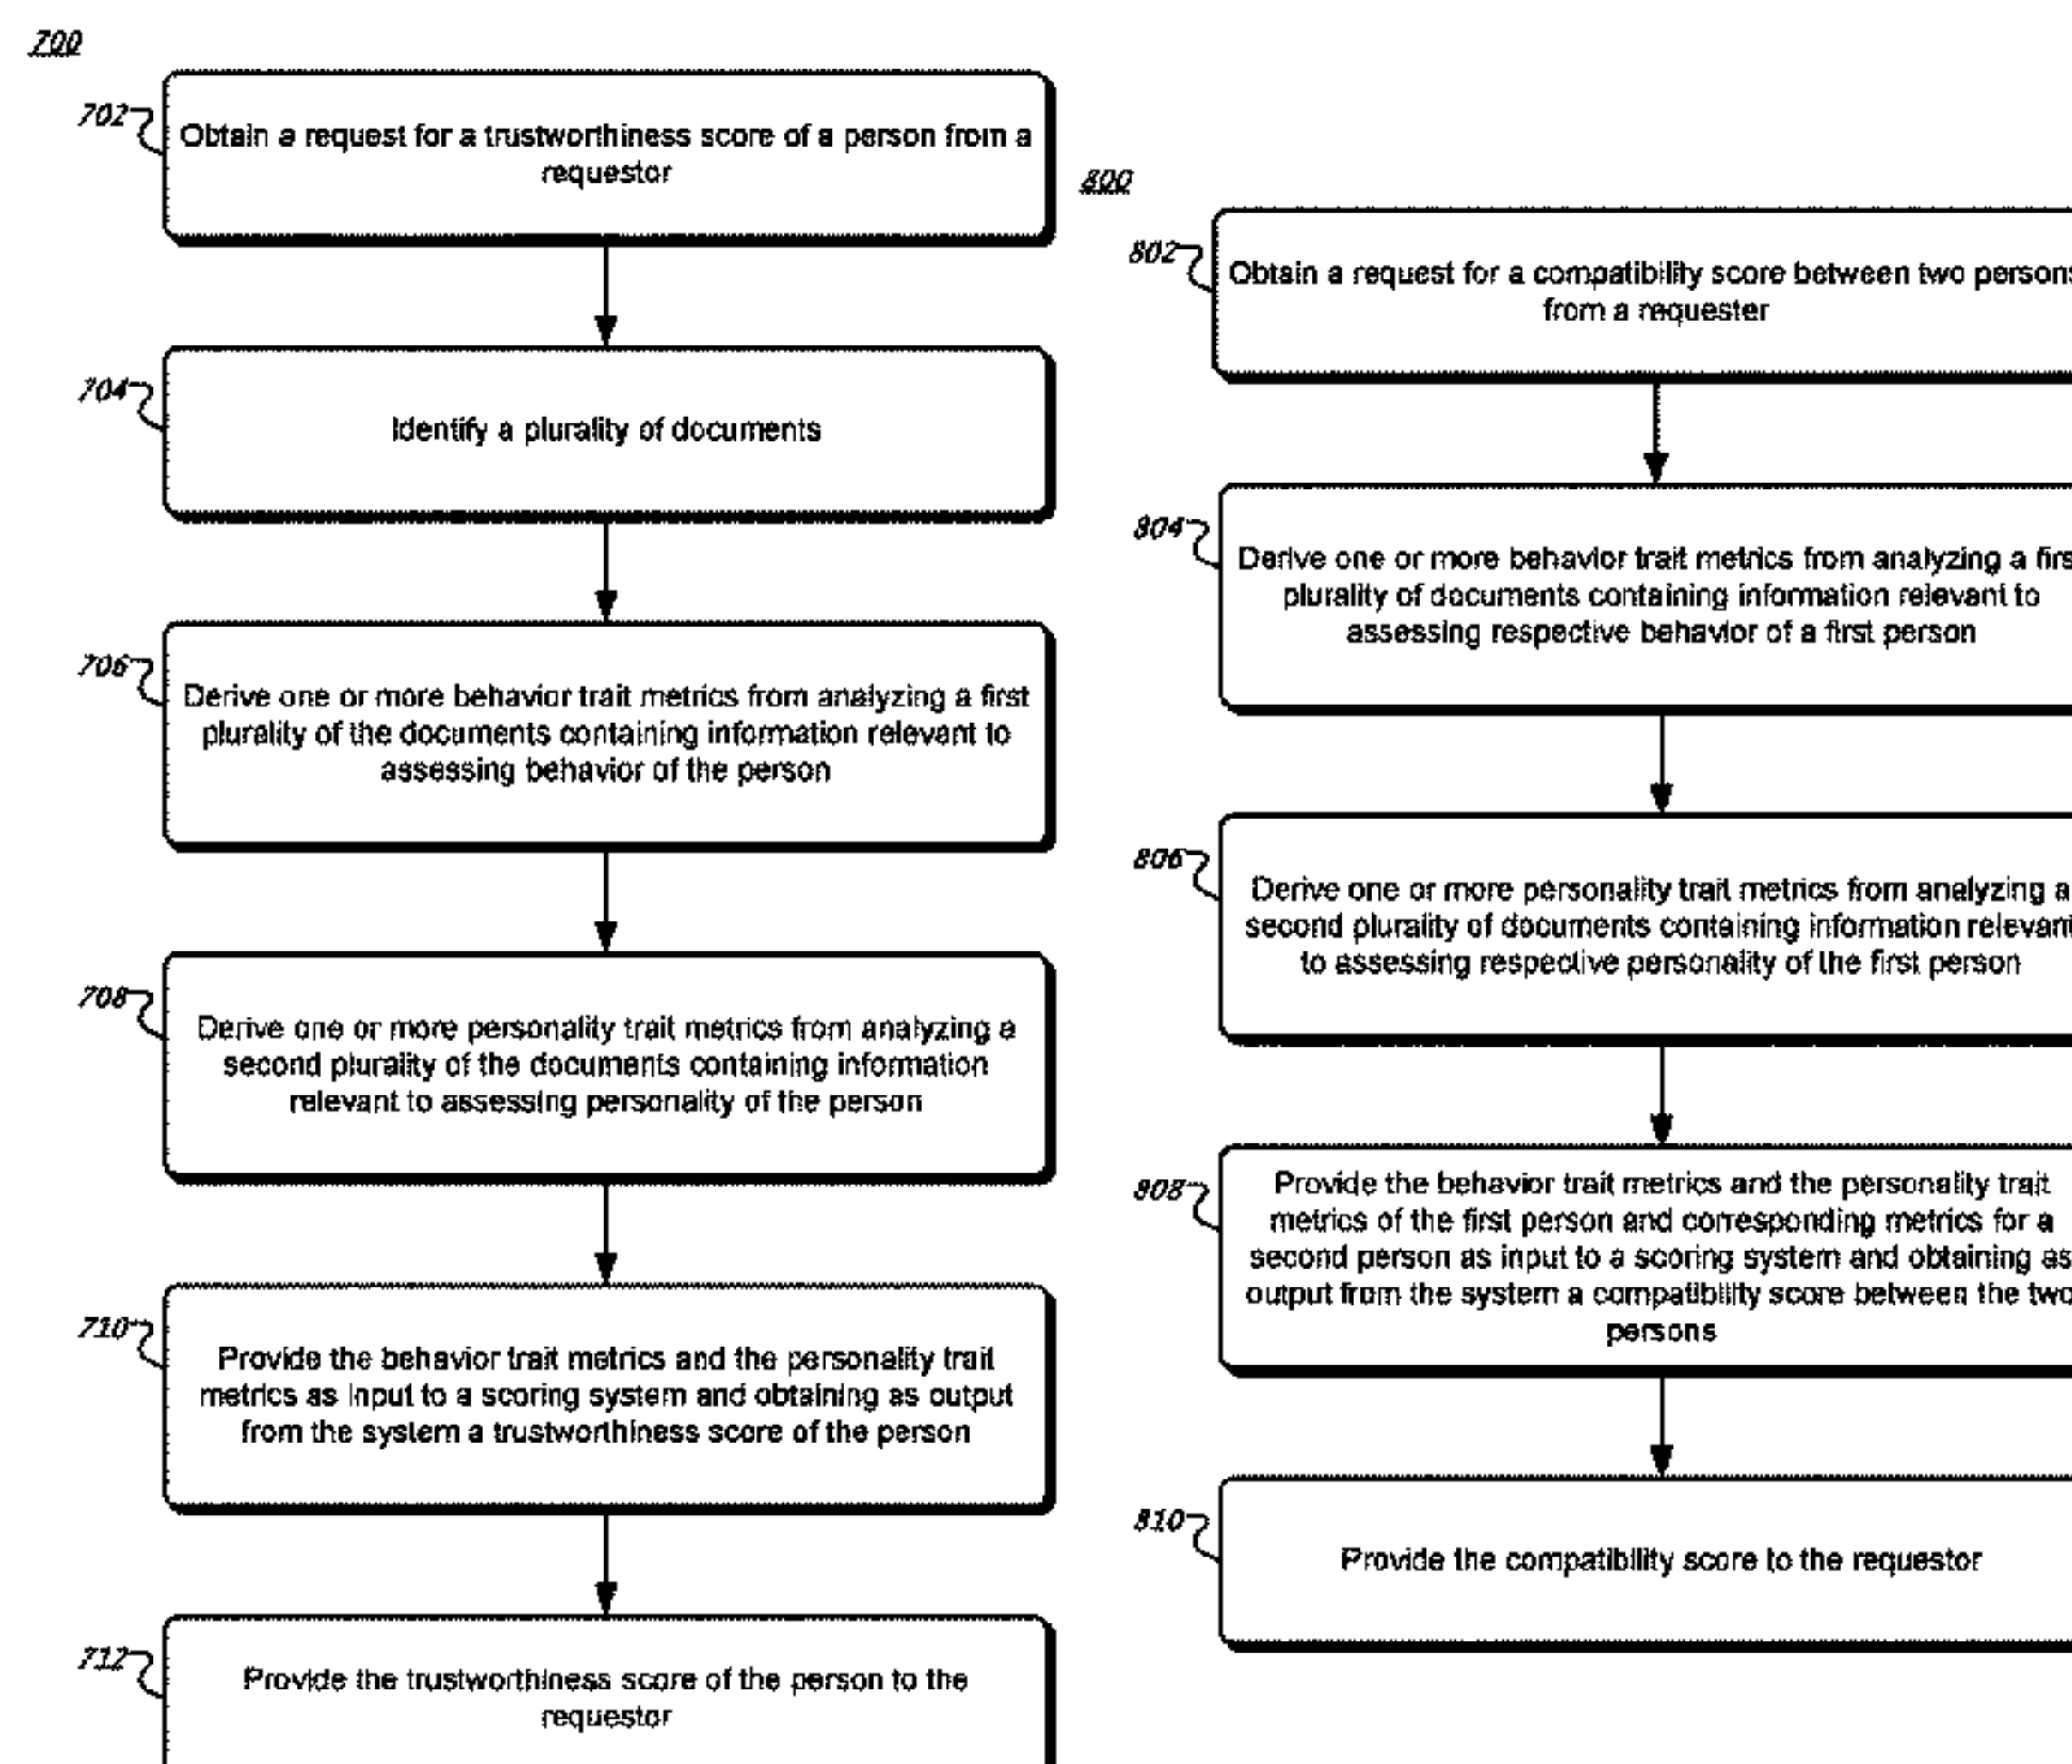 700
702
Obtain a request for a trustworthiness score of a person from a
requestor
704
Identify a plurality of documents
706
Derive one or more behavior trait metrics from analyzing a first
plurality of the documents containing information relevant to
assessing behavior of the person
708
Derive one or more personality trait metrics from analyzing a
second plurality of the documents containing information
relevant to assessing personality of the person
710
Provide the behavior trait metrics and the personality trait
metrics as input to a scoring system and obtaining as output
from the system a trustworthiness score of the person
712
Provide the trustworthiness score of the person to the
requestor
800
802
Obtain a request for a compatibility score between two persons
from a requester
804
Derive one or more behavior trait metrics from analyzing a firs
plurality of documents containing information relevant to
assessing respective behavior of a first person
806
Derive one or more personality trait metrics from analyzing a
second plurality of documents containing information relevant
to assessing respective personality of the first person
808
Provide the behavior trait metrics and the personality trait
metrics of the first person and corresponding metrics for a
second person as input to a scoring system and obtaining as
output from the system a compatibility score between the two
persons
810
Provide the compatibility score to the requestor